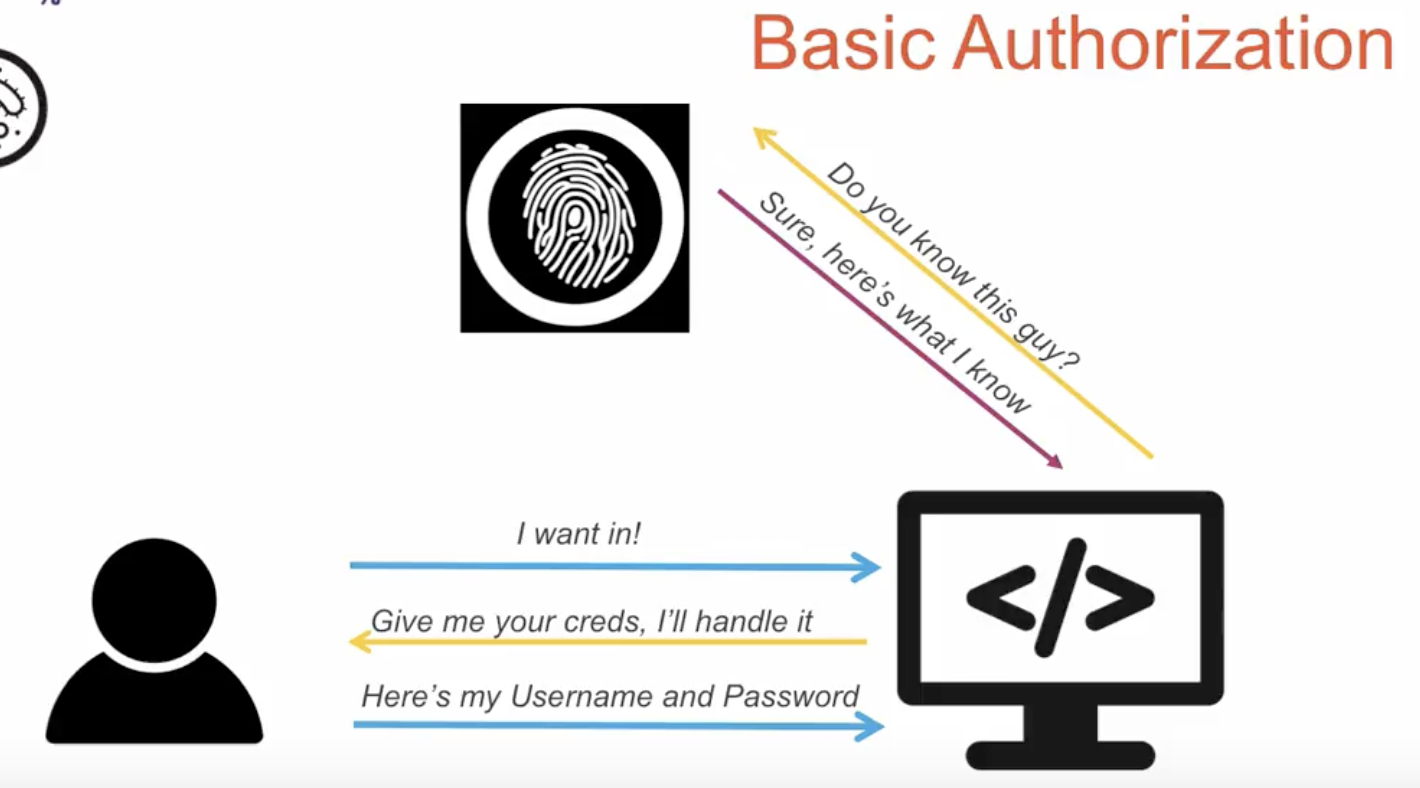 Basic Authorization
Do you know this guy?
Sure, here's what I know
I want in!
Give me your creds, I'll handle it
Here's my Username and Password
</>